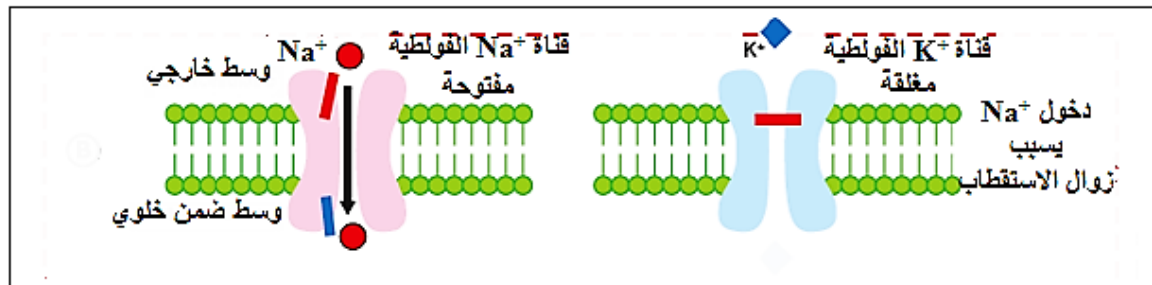 قناة K⁺ الفولطية
مغلقة
K⁺
دخول Na⁺
يسبب
زوال الاستقطاب
قناة Na⁺ الفولطية
مفتوحة
Na⁺
وسط خارجي
وسط ضمن خلوي